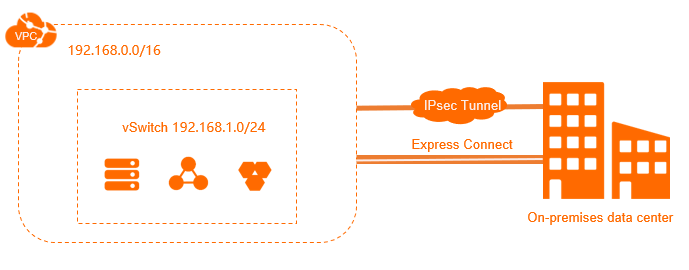 VPC
192.168.0.0/16
vSwitch 192.168.1.0/24
IPsec Tunnel
Express Connect
On-premises data center